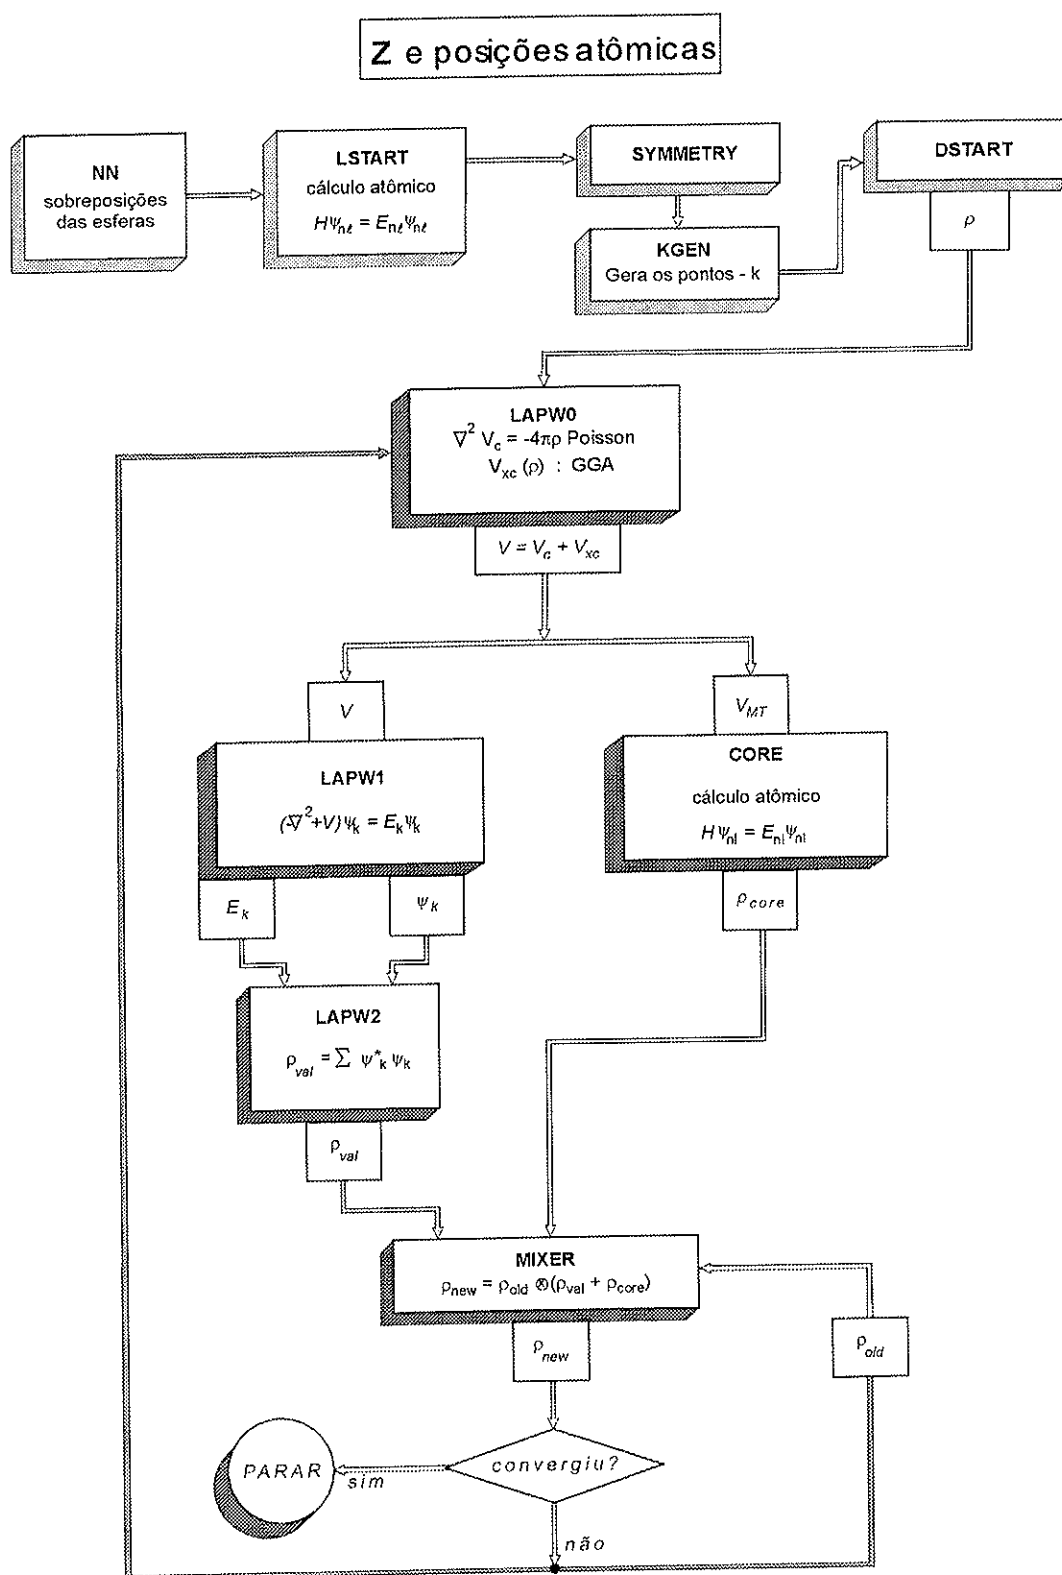 Z e posições atômicas
NN
sobreposições
das esferas
LSTART
cálculo atômico
Hψnℓ = Enℓψnℓ
SYMMETRY
KGEN
Gera os pontos - k
DSTART
ρ
LAPW0
∇² Vc = -4πρ Poisson
Vxc (ρ) : GGA
V = Vc + Vxc
V
LAPW1
(-∇²+V)ψk = Ekψk
Ek
ψk
VMT
CORE
cálculo atômico
Hψnl = Enlψnl
ρcore
LAPW2
ρval = ∑ ψ*k ψk
ρval
MIXER
ρnew = ρold ⊗(ρval + ρcore)
ρnew
ρold
convergiu?
sim
PARAR
não